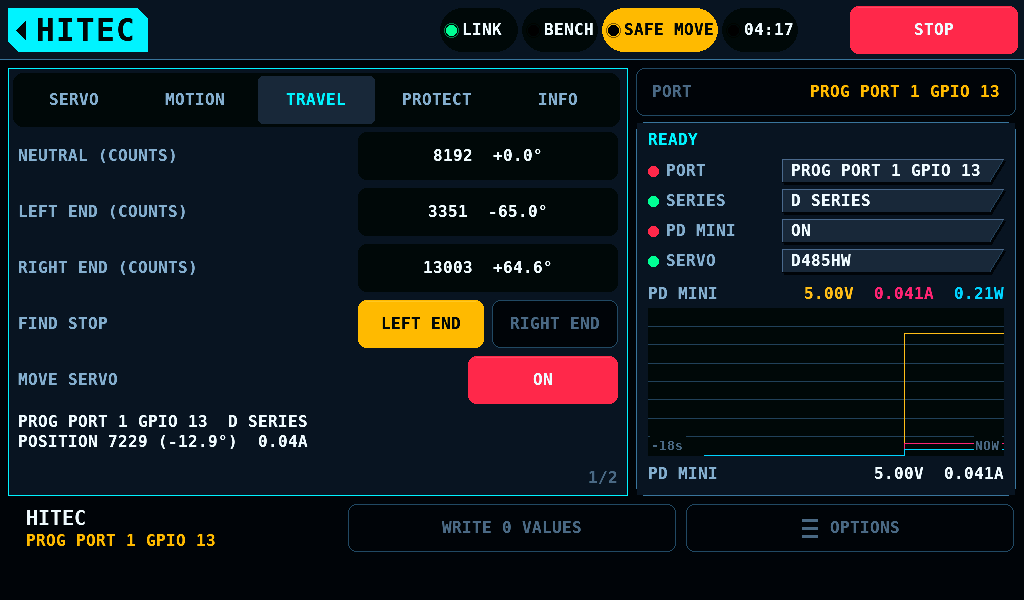 HITEC
LINK
BENCH
SAFE MOVE
04:17
STOP
SERVO MOTION TRAVEL PROTECT INFO
NEUTRAL (COUNTS) 8192 +0.0°
LEFT END (COUNTS) 3351 -65.0°
RIGHT END (COUNTS) 13003 +64.6°
FIND STOP LEFT END RIGHT END
MOVE SERVO ON
PROG PORT 1 GPIO 13 D SERIES
POSITION 7229 (-12.9°) 0.04A
1/2
PORT PROG PORT 1 GPIO 13
READY
PORT PROG PORT 1 GPIO 13
SERIES D SERIES
PD MINI ON
SERVO D485HW
PD MINI 5.00V 0.041A 0.21W
-18s NOW
PD MINI 5.00V 0.041A
HITEC
PROG PORT 1 GPIO 13
WRITE 0 VALUES
OPTIONS